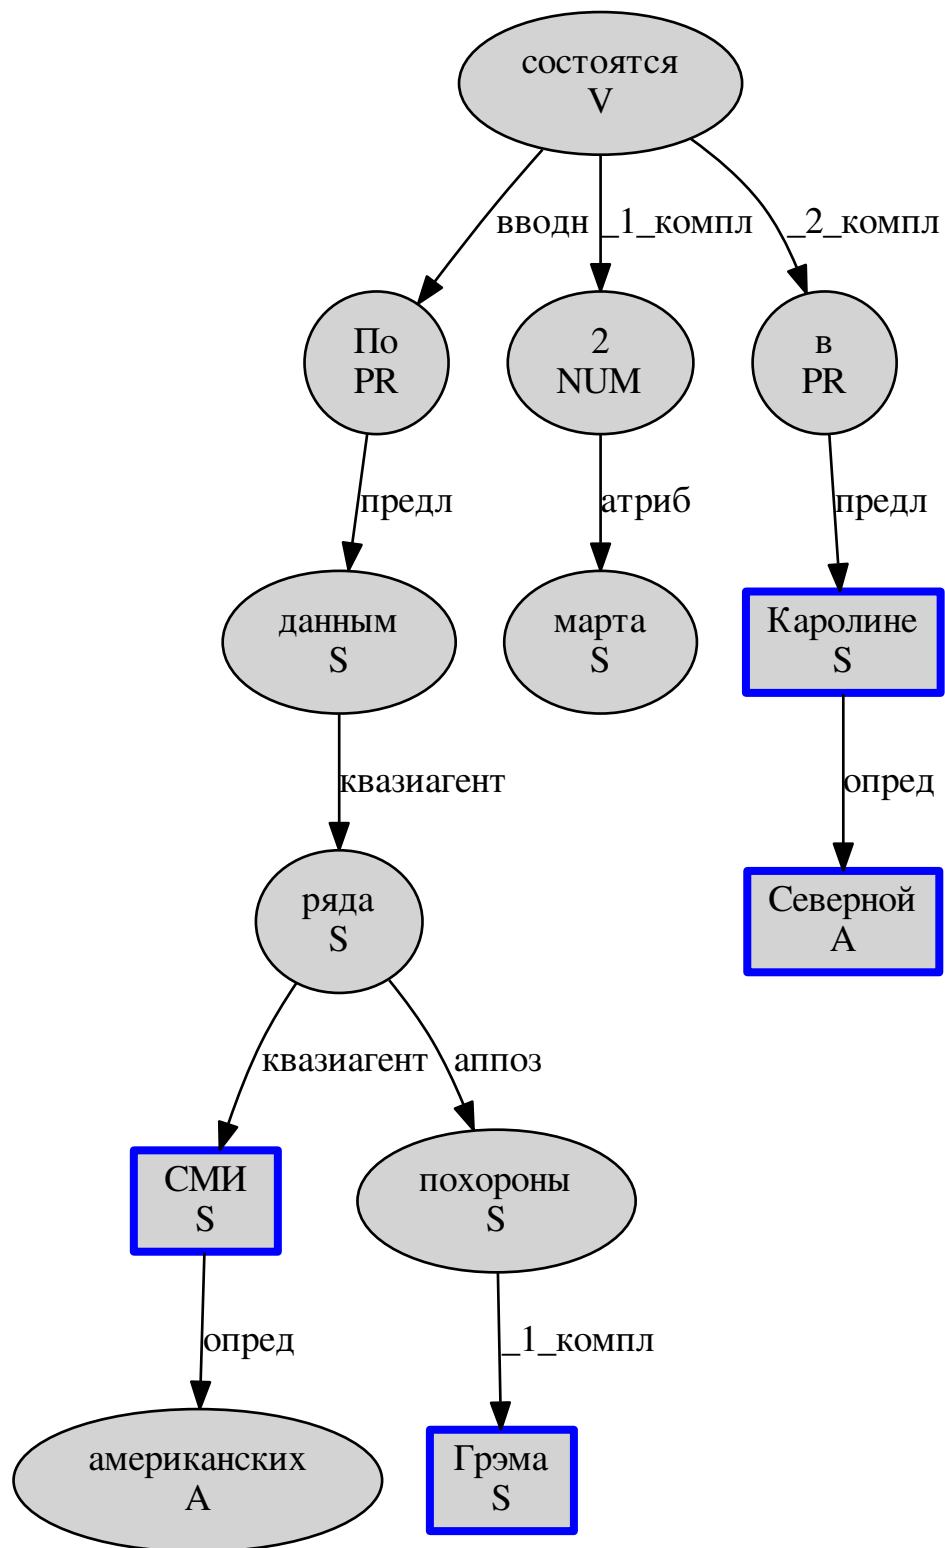 состоятся
V
вводн
_1_компл
_2_компл
По
PR
2
NUM
в
PR
предл
атриб
предл
данным
S
марта
S
Каролине
S
квазиагент
опред
ряда
S
Северной
A
квазиагент
аппоз
СМИ
S
похороны
S
опред
_1_компл
американских
A
Грэма
S